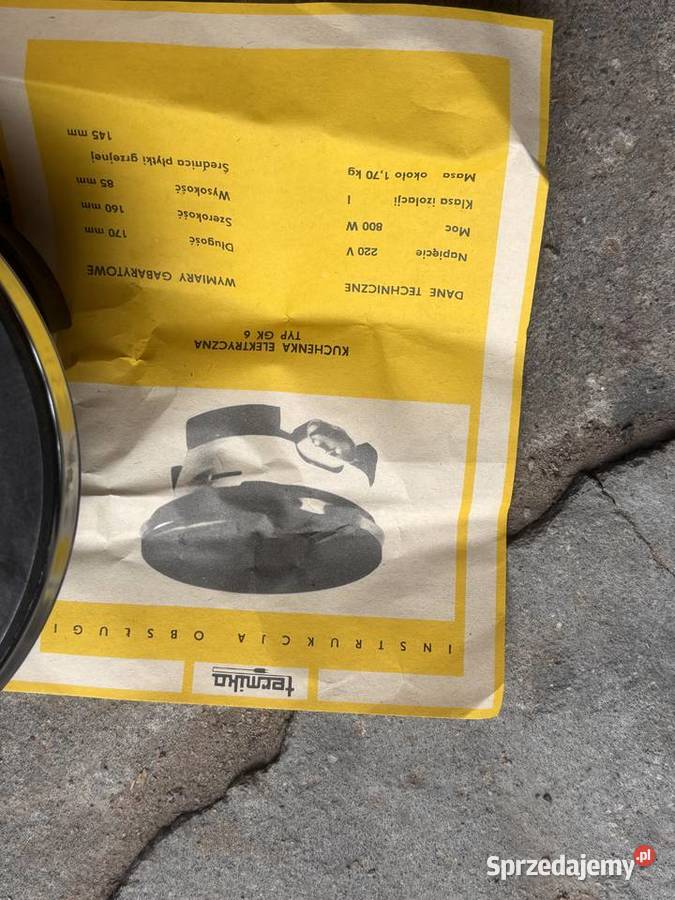 termika
INSTRUKCJA OBSŁUGI
KUCHENKA ELEKTRYCZNA
TYP GK 6
DANE TECHNICZNE
Napięcie 220 V
Moc 800 W
Klasa izolacji I
Masa około 1,70 kg
WYMIARY GABARYTOWE
Długość 170 mm
Szerokość 160 mm
Wysokość 85 mm
Średnica płytki grzejnej
145 mm
Sprzedajemy.pl